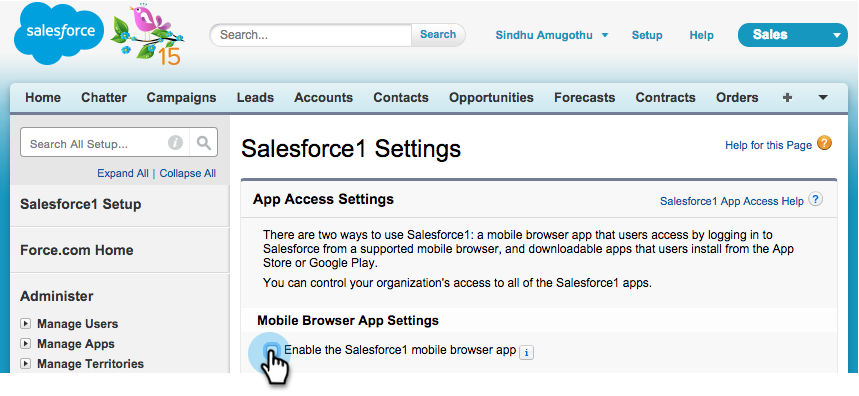 salesforce
15
Search...
Search
Sindhu Amugothu
Setup
Help
Sales
Home Chatter Campaigns Leads Accounts Contacts Opportunities Forecasts Contracts Orders +
Search All Setup...
i
Expand All | Collapse All
Salesforce1 Setup
Force.com Home
Administer
Manage Users
Manage Apps
Manage Territories
Salesforce1 Settings
Help for this Page ?
App Access Settings
Salesforce1 App Access Help ?
There are two ways to use Salesforce1: a mobile browser app that users access by logging in to
Salesforce from a supported mobile browser, and downloadable apps that users install from the App
Store or Google Play.
You can control your organization's access to all of the Salesforce1 apps.
Mobile Browser App Settings
Enable the Salesforce1 mobile browser app i